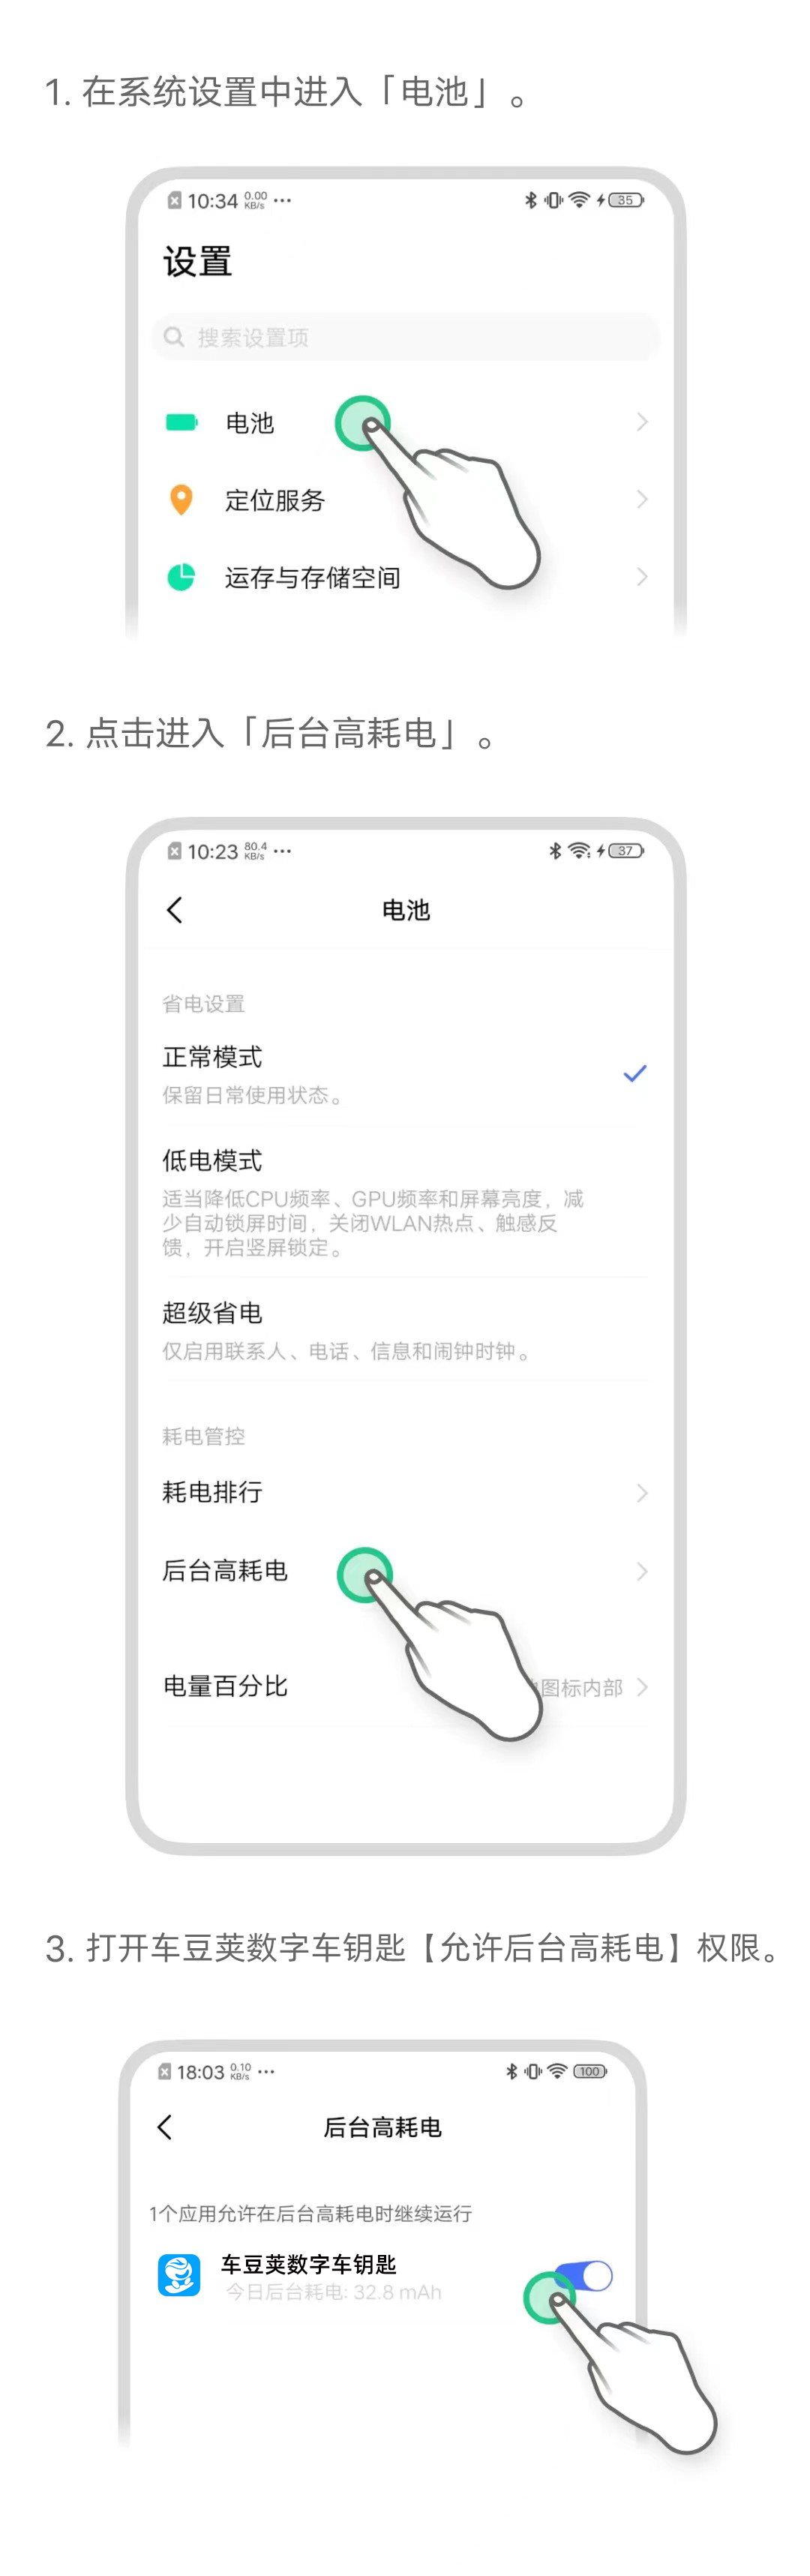 1. 在系统设置中进入「电池」。
10:34 0.00 KB/s ···
35
设置
搜索设置项
电池
定位服务
运存与存储空间
2. 点击进入「后台高耗电」。
10:23 80.4 KB/s ···
37
电池
省电设置
正常模式
保留日常使用状态。
低电模式
适当降低CPU频率、GPU频率和屏幕亮度，减
少自动锁屏时间，关闭WLAN热点、触感反
馈，开启竖屏锁定。
超级省电
仅启用联系人、电话、信息和闹钟时钟。
耗电管控
耗电排行
后台高耗电
电量百分比
图标内部
3. 打开车豆荚数字车钥匙【允许后台高耗电】权限。
18:03 0.10 KB/s ···
100
后台高耗电
1个应用允许在后台高耗电时继续运行
车豆荚数字车钥匙
今日后台耗电: 32.8 mAh